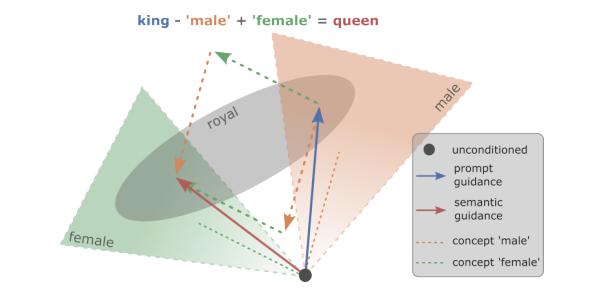 king - 'male' + 'female' = queen
royal
male
female
unconditioned
prompt
guidance
semantic
guidance
concept 'male'
concept 'female'